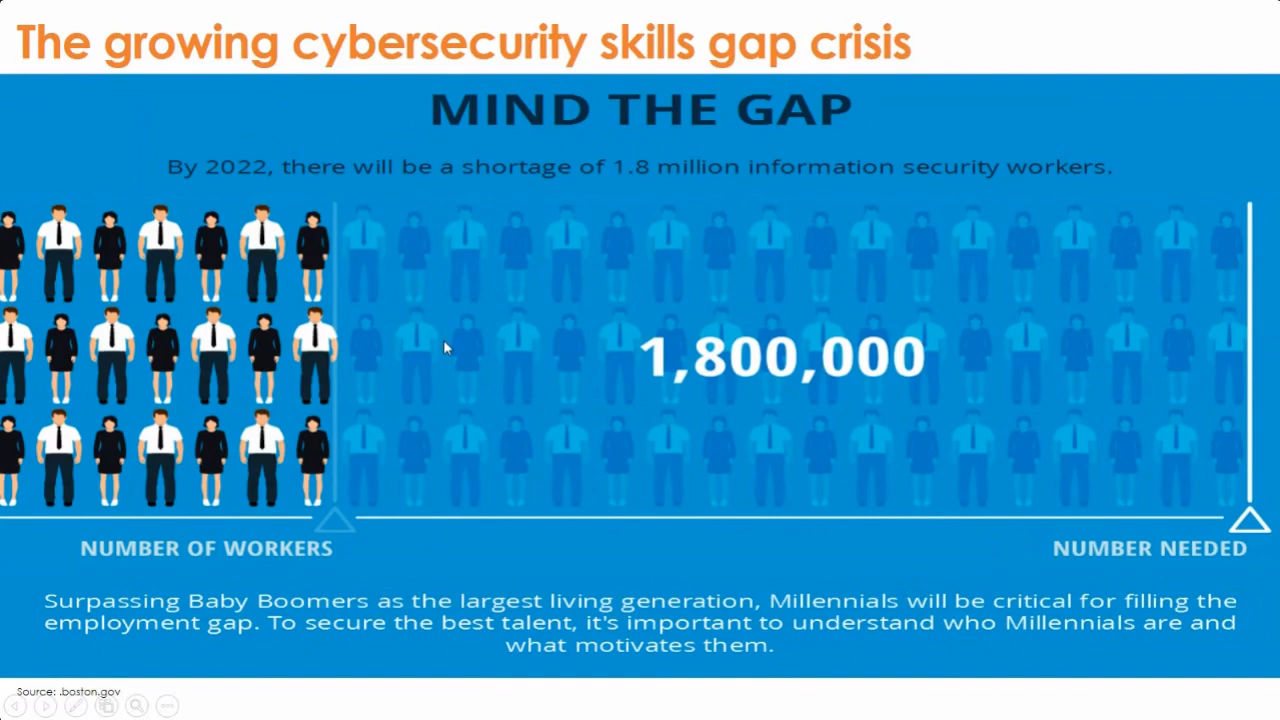 The growing cybersecurity skills gap crisis
MIND THE GAP
By 2022, there will be a shortage of 1.8 million information security workers.
1,800,000
NUMBER OF WORKERS
NUMBER NEEDED
Surpassing Baby Boomers as the largest living generation, Millennials will be critical for filling the
employment gap. To secure the best talent, it's important to understand who Millennials are and
what motivates them.
Source: .boston.gov